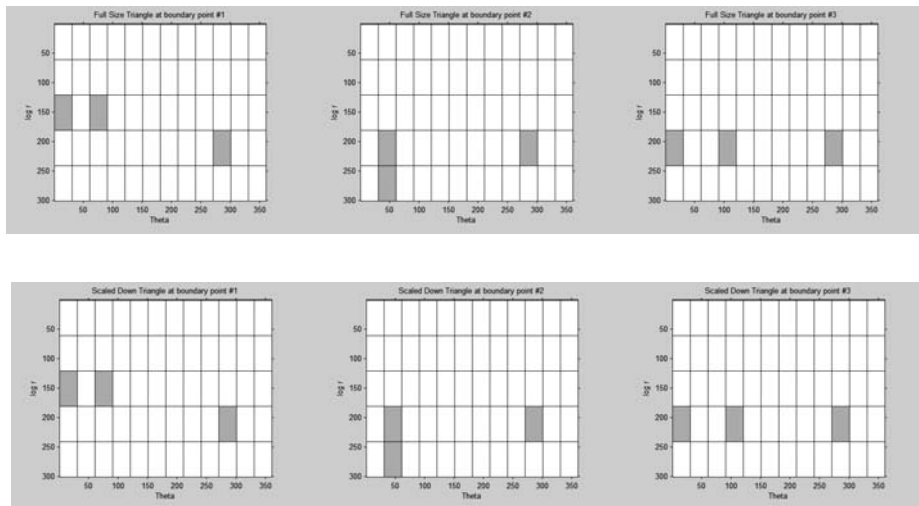 Full Size Triangle at boundary point #1
50
100
150
200
250
300
log r
50 100 150 200 250 300 350
Theta
Full Size Triangle at boundary point #2
50
100
150
200
250
300
log r
50 100 150 200 250 300 350
Theta
Full Size Triangle at boundary point #3
50
100
150
200
250
300
log r
50 100 150 200 250 300 350
Theta
Scaled Down Triangle at boundary point #1
50
100
150
200
250
300
log r
50 100 150 200 250 300 350
Theta
Scaled Down Triangle at boundary point #2
50
100
150
200
250
300
log r
50 100 150 200 250 300 350
Theta
Scaled Down Triangle at boundary point #3
50
100
150
200
250
300
log r
50 100 150 200 250 300 350
Theta